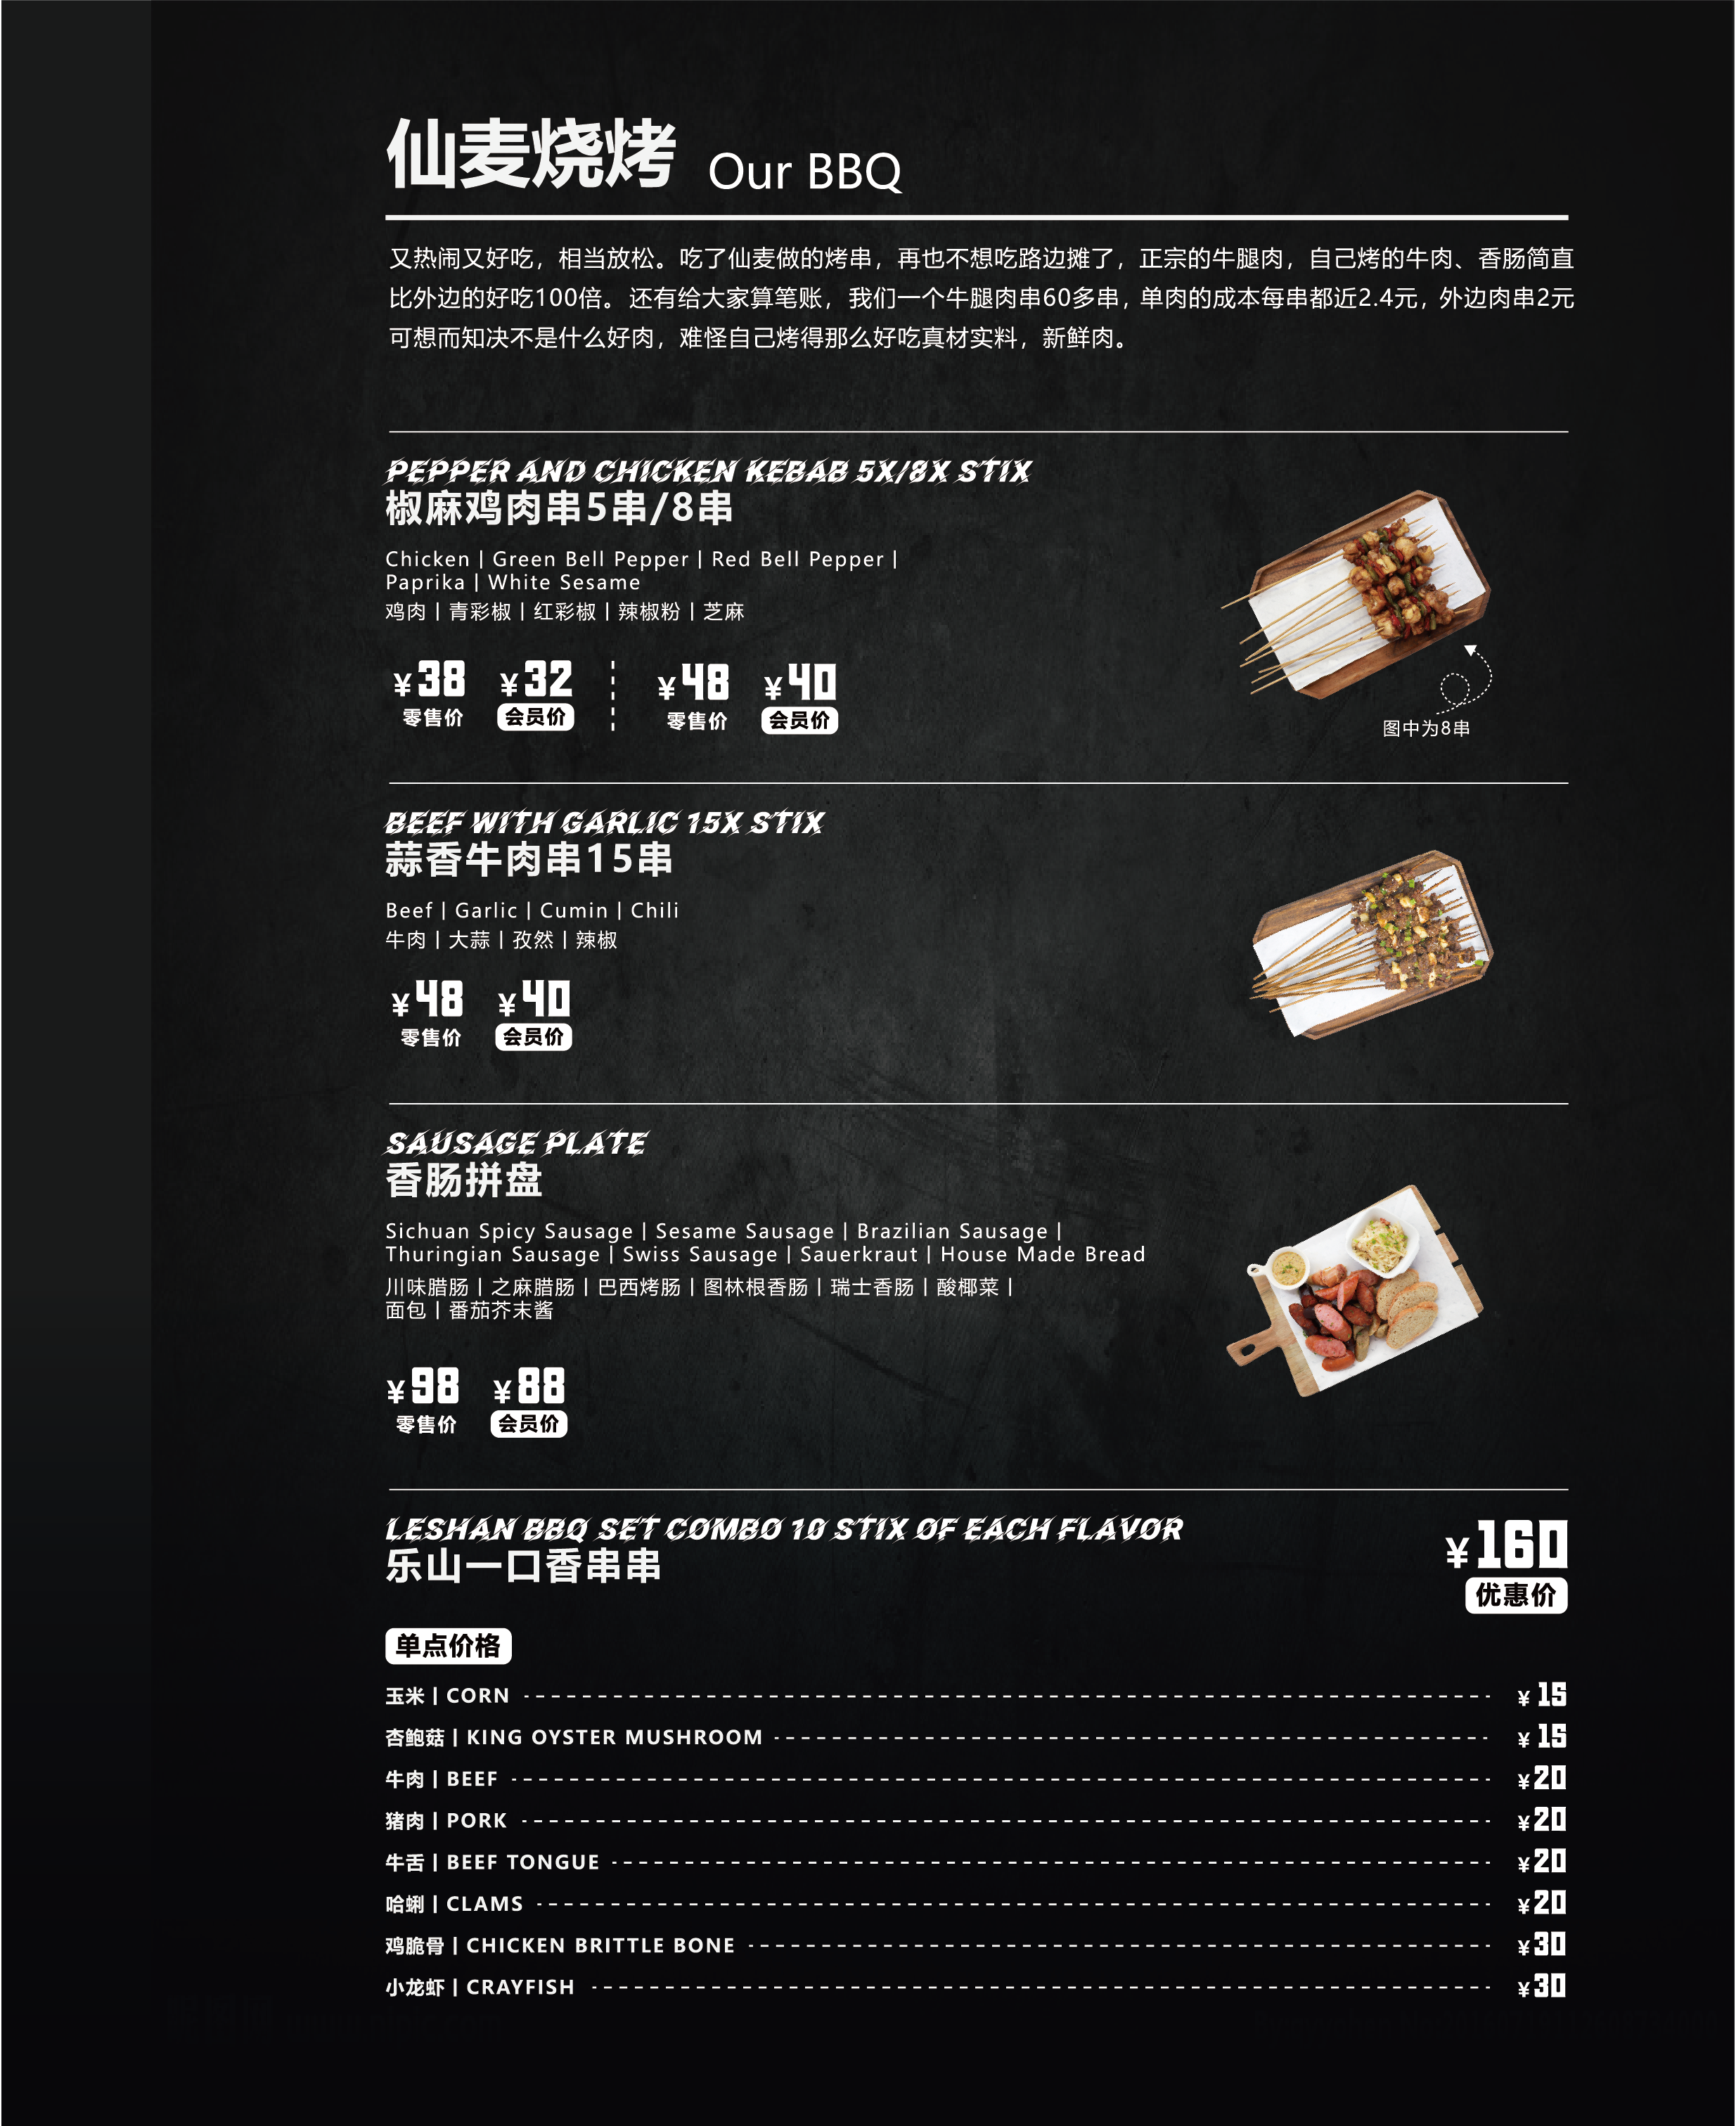 仙麦烧烤 Our BBQ
又热闹又好吃，相当放松。吃了仙麦做的烤串，再也不想吃路边摊了，正宗的牛腿肉，自己烤的牛肉、香肠简直
比外边的好吃100倍。还有给大家算笔账，我们一个牛腿肉串60多串，单肉的成本每串都近2.4元，外边肉串2元
可想而知决不是什么好肉，难怪自己烤得那么好吃真材实料，新鲜肉。
PEPPER AND CHICKEN KEBAB 5X/8X STIX
椒麻鸡肉串5串/8串
Chicken | Green Bell Pepper | Red Bell Pepper |
Paprika | White Sesame
鸡肉 | 青彩椒 | 红彩椒 | 辣椒粉 | 芝麻
¥38 ¥32 ¥48 ¥40
零售价 会员价 零售价 会员价
图中为8串
BEEF WITH GARLIC 15X STIX
蒜香牛肉串15串
Beef | Garlic | Cumin | Chili
牛肉 | 大蒜 | 孜然 | 辣椒
¥48 ¥40
零售价 会员价
SAUSAGE PLATE
香肠拼盘
Sichuan Spicy Sausage | Sesame Sausage | Brazilian Sausage |
Thuringian Sausage | Swiss Sausage | Sauerkraut | House Made Bread
川味腊肠 | 之麻腊肠 | 巴西烤肠 | 图林根香肠 | 瑞士香肠 | 酸椰菜 |
面包 | 番茄芥末酱
¥98 ¥88
零售价 会员价
LESHAN BBQ SET COMBO 10 STIX OF EACH FLAVOR
乐山一口香串串
¥160
优惠价
单点价格
玉米 | CORN ¥15
杏鲍菇 | KING OYSTER MUSHROOM ¥15
牛肉 | BEEF ¥20
猪肉 | PORK ¥20
牛舌 | BEEF TONGUE ¥20
哈蜊 | CLAMS ¥20
鸡脆骨 | CHICKEN BRITTLE BONE ¥30
小龙虾 | CRAYFISH ¥30